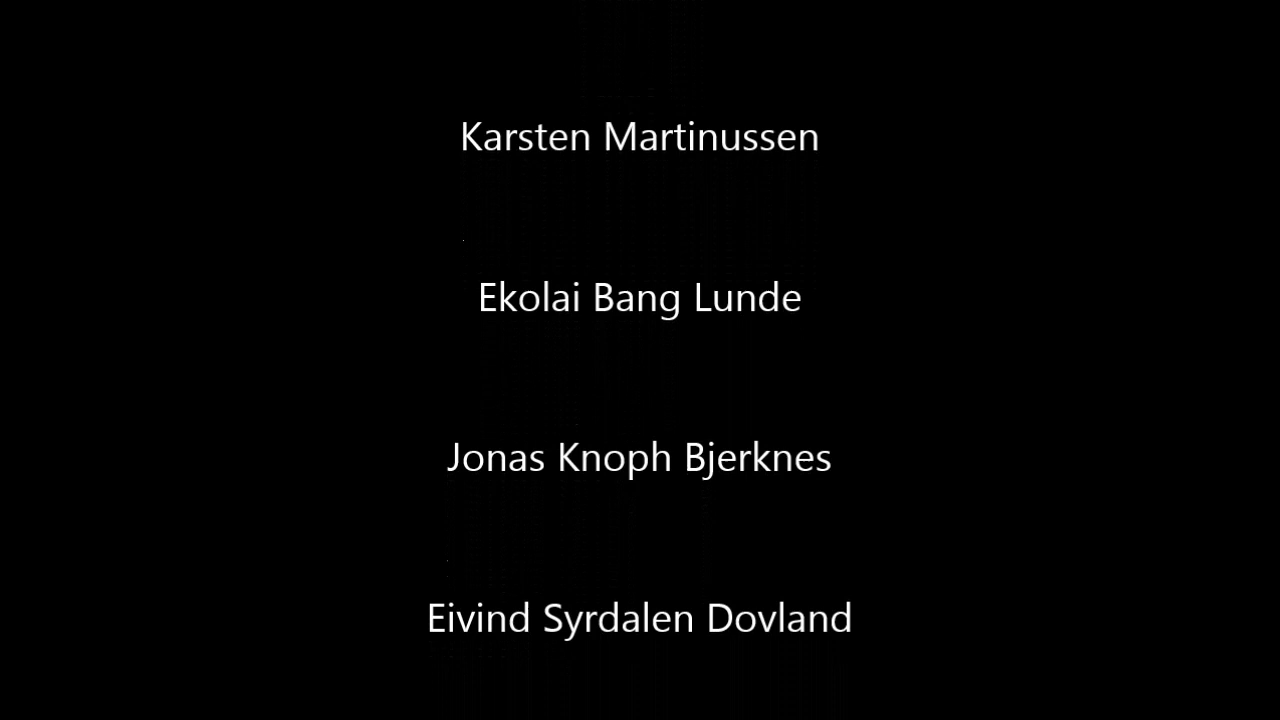 Karsten Martinussen
Ekolai Bang Lunde
Jonas Knoph Bjerknes
Eivind Syrdalen Dovland